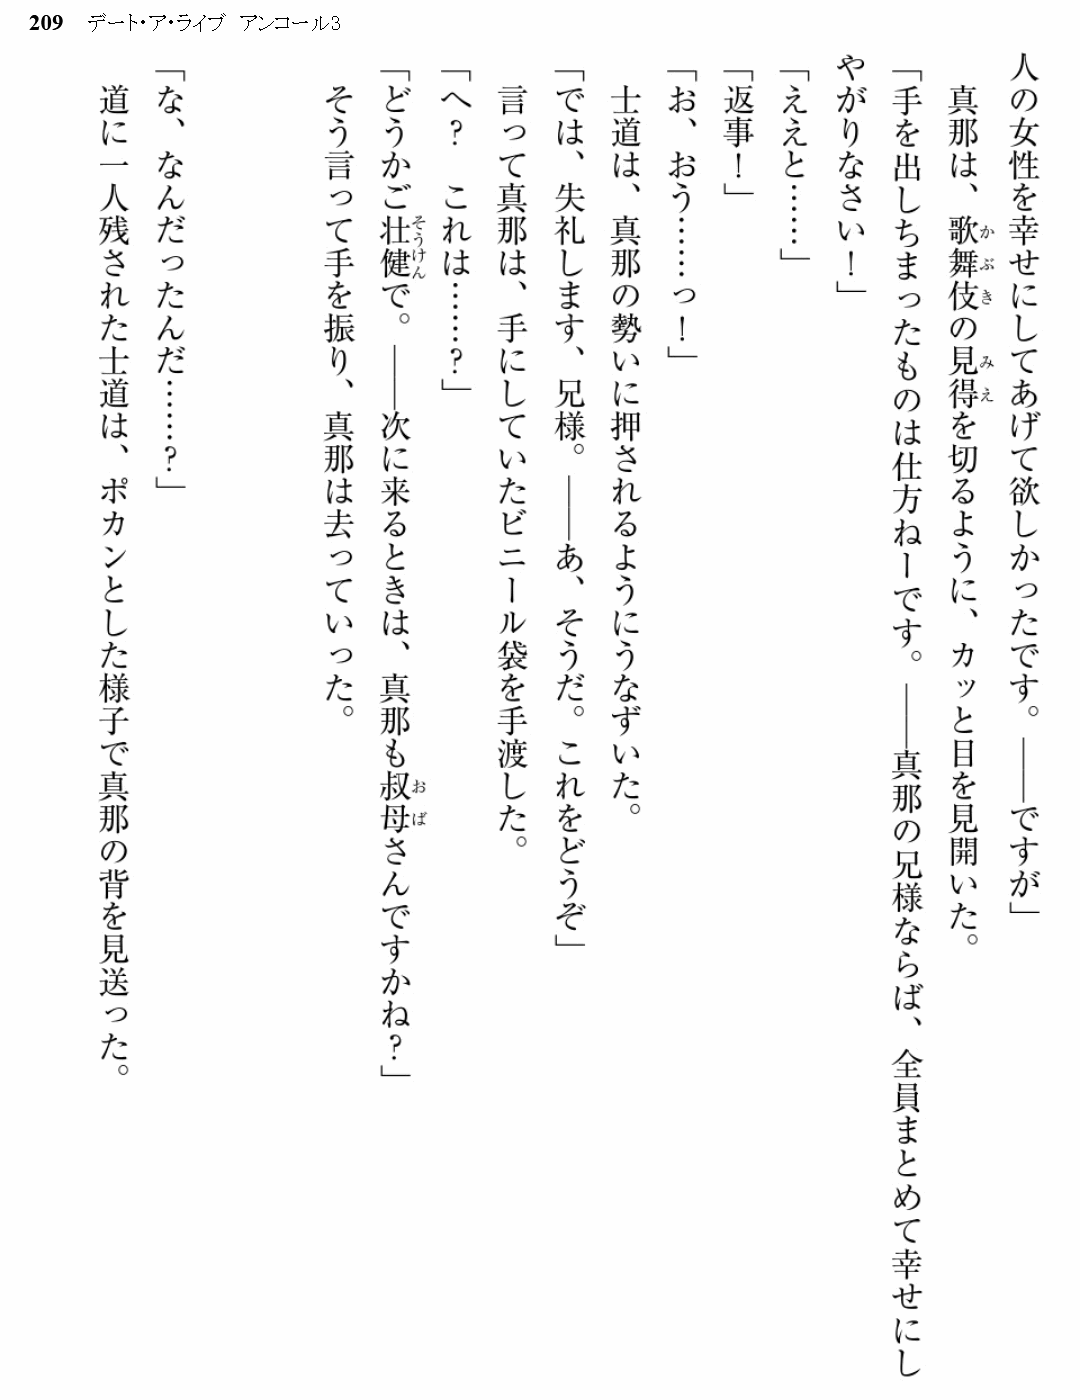 209 デート・ア・ライブ アンコール3
人の女性を幸せにしてあげて欲しかったです。――ですが」
真那は、歌舞伎の見得を切るように、カッと目を見開いた。
「手を出しちまったものは仕方ねーです。――真那の兄様ならば、全員まとめて幸せにし
やがりなさい！」
「ええと……」
「返事！」
「お、おう……っ！」
士道は、真那の勢いに押されるようにうなずいた。
「では、失礼します、兄様。――あ、そうだ。これをどうぞ」
言って真那は、手にしていたビニール袋を手渡した。
「へ？　これは……？」
「どうかご壮健で。――次に来るときは、真那も叔母さんですかね？」
そう言って手を振り、真那は去っていった。
「な、なんだったんだ……？」
道に一人残された士道は、ポカンとした様子で真那の背を見送った。